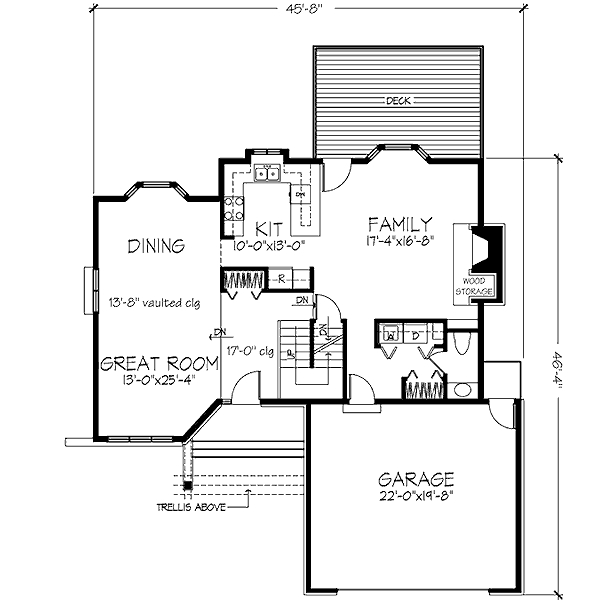 45'-8"
DECK
DW
KIT
10'-0"x13'-0"
FAMILY
17'-4"x16'-8"
DINING
R
WOOD
STORAGE
13'-8" vaulted clg
DN
DN
DN
UP
W
D
17'-0" clg
GREAT ROOM
13'-0"x25'-4"
46'-4"
GARAGE
22'-0"x19'-8"
TRELLIS ABOVE